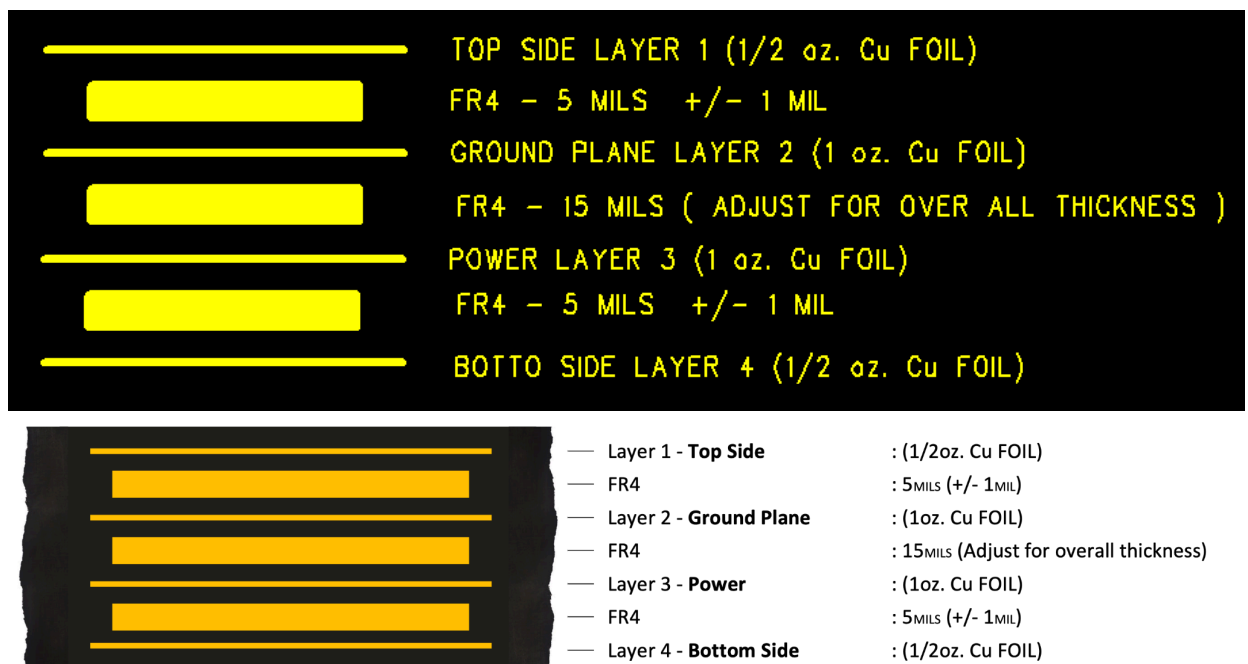 TOP SIDE LAYER 1 (1/2 oz. Cu FOIL)
FR4 - 5 MILS +/- 1 MIL
GROUND PLANE LAYER 2 (1 oz. Cu FOIL)
FR4 - 15 MILS ( ADJUST FOR OVER ALL THICKNESS )
POWER LAYER 3 (1 oz. Cu FOIL)
FR4 - 5 MILS +/- 1 MIL
BOTTO SIDE LAYER 4 (1/2 oz. Cu FOIL)
Layer 1 - Top Side : (1/2oz. Cu FOIL)
FR4 : 5MILS (+/- 1MIL)
Layer 2 - Ground Plane : (1oz. Cu FOIL)
FR4 : 15MILS (Adjust for overall thickness)
Layer 3 - Power : (1oz. Cu FOIL)
FR4 : 5MILS (+/- 1MIL)
Layer 4 - Bottom Side : (1/2oz. Cu FOIL)